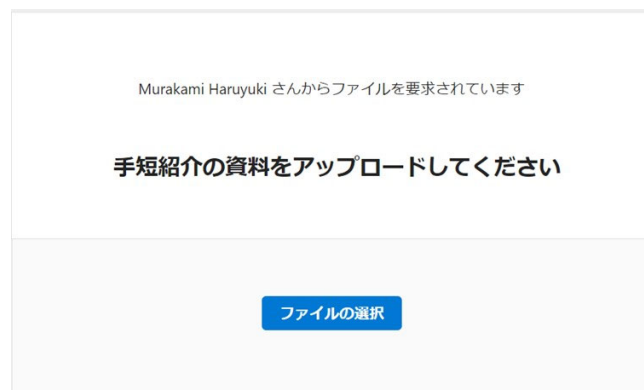 Murakami Haruyuki さんからファイルを要求されています
手短紹介の資料をアップロードしてください
ファイルの選択